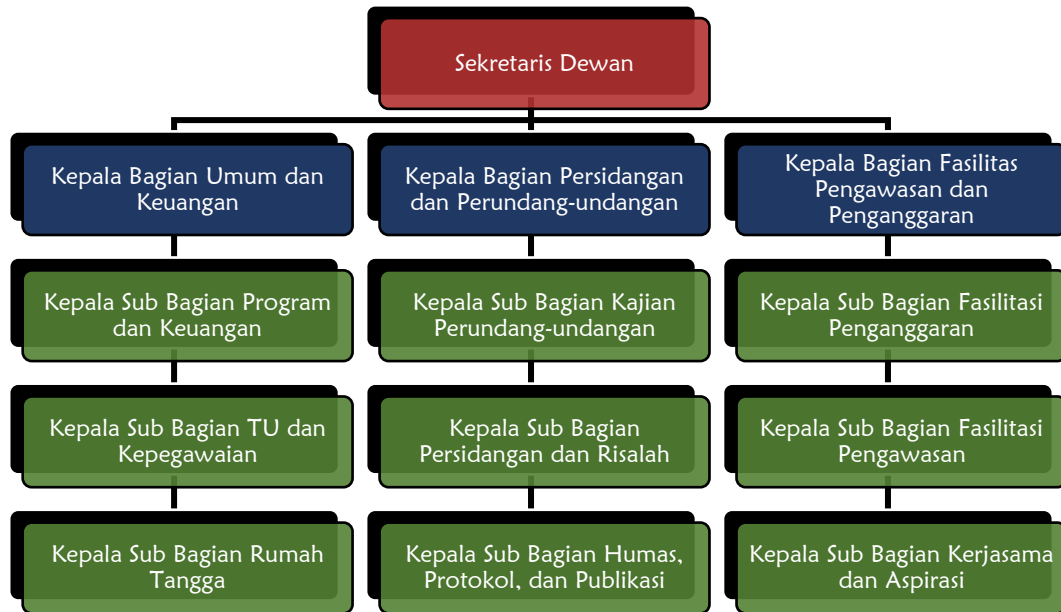 Sekretaris Dewan
Kepala Bagian Umum dan
Keuangan
Kepala Bagian Persidangan
dan Perundang-undangan
Kepala Bagian Fasilitas
Pengawasan dan
Penganggaran
Kepala Sub Bagian Program
dan Keuangan
Kepala Sub Bagian Kajian
Perundang-undangan
Kepala Sub Bagian Fasilitasi
Penganggaran
Kepala Sub Bagian TU dan
Kepegawaian
Kepala Sub Bagian
Persidangan dan Risalah
Kepala Sub Bagian Fasilitasi
Pengawasan
Kepala Sub Bagian Rumah
Tangga
Kepala Sub Bagian Humas,
Protokol, dan Publikasi
Kepala Sub Bagian Kerjasama
dan Aspirasi